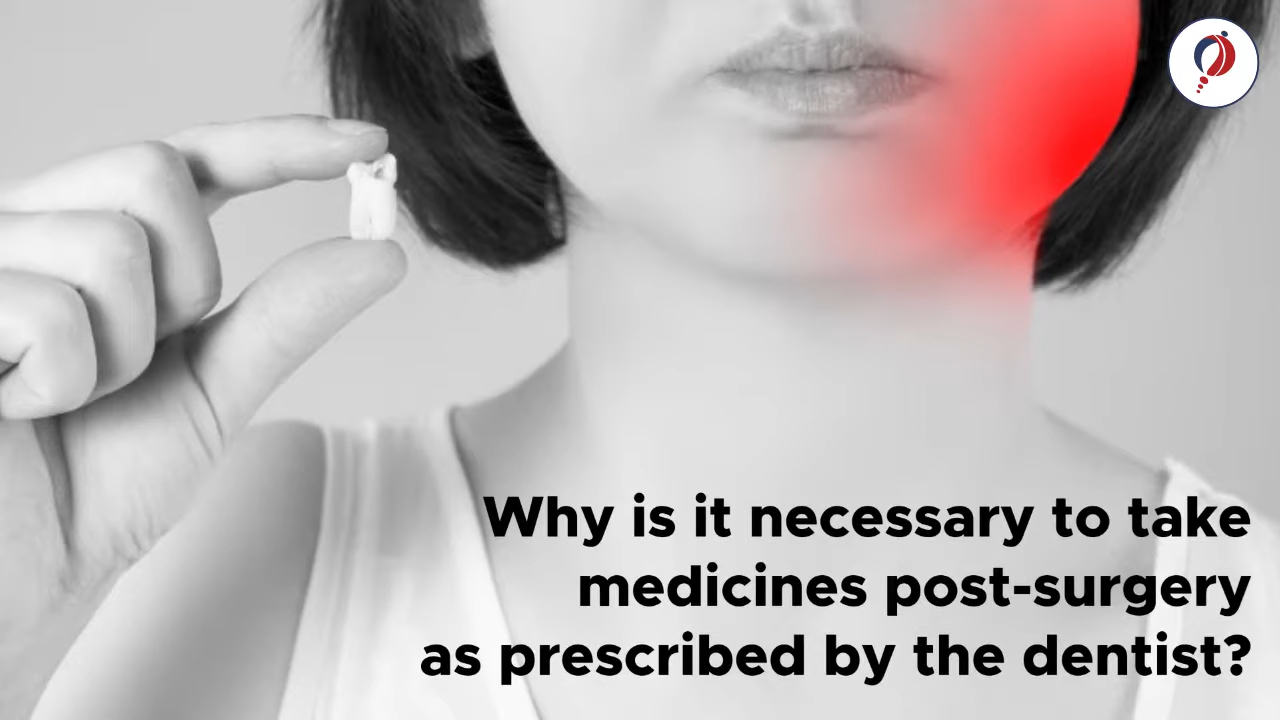 Why is it necessary to take
medicines post-surgery
as prescribed by the dentist?